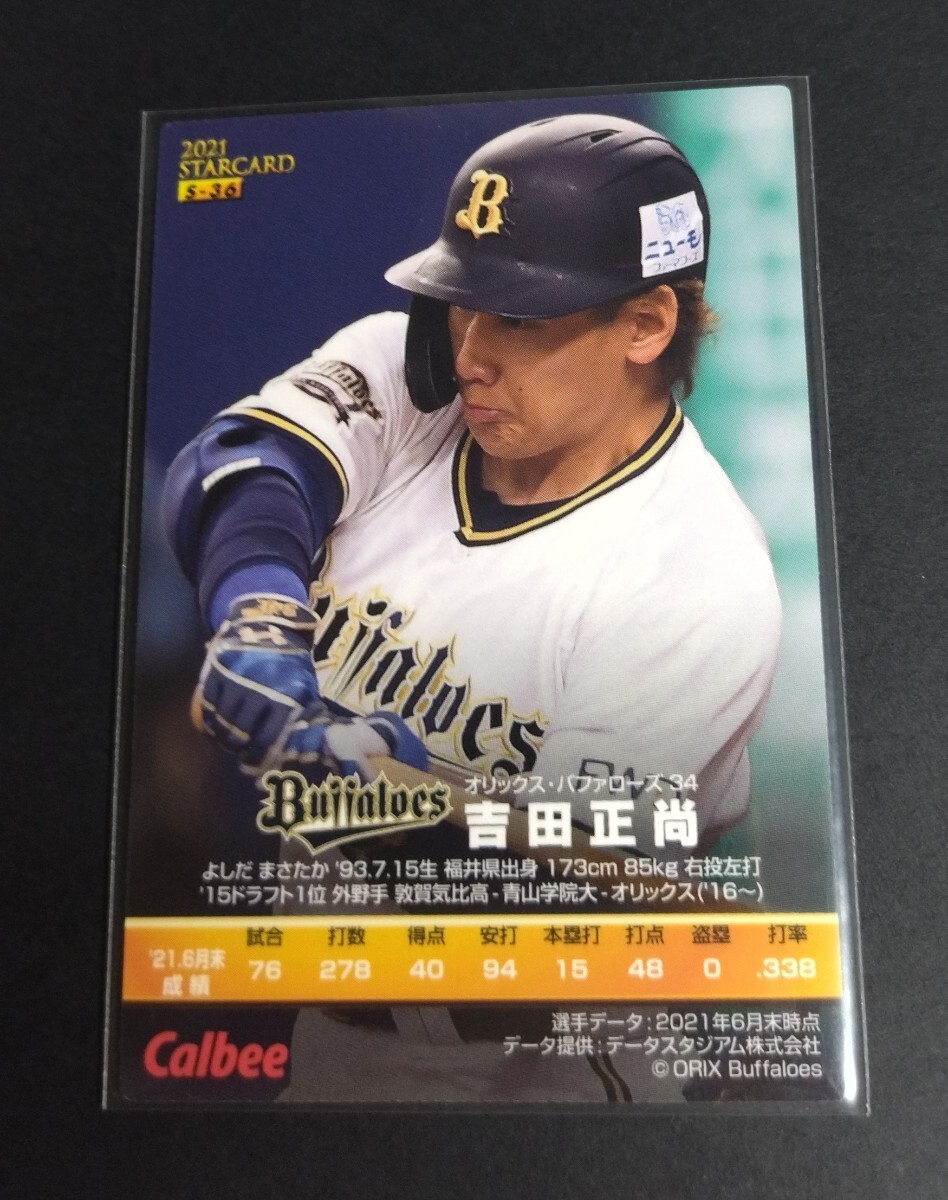 2021
STARCARD
S-36
B
ニューモ
ファーマフーズ
Buffaloes
Buffaloes
Buffaloes
オリックス・バファローズ 34
吉田正尚
よしだ まさたか '93.7.15生 福井県出身 173cm 85kg 右投左打
'15ドラフト1位 外野手 敦賀気比高-青山学院大-オリックス('16〜)
試合 打数 得点 安打 本塁打 打点 盗塁 打率
'21.6月末成績 76 278 40 94 15 48 0 .338
Calbee
選手データ:2021年6月末時点
データ提供:データスタジアム株式会社
© ORIX Buffaloes